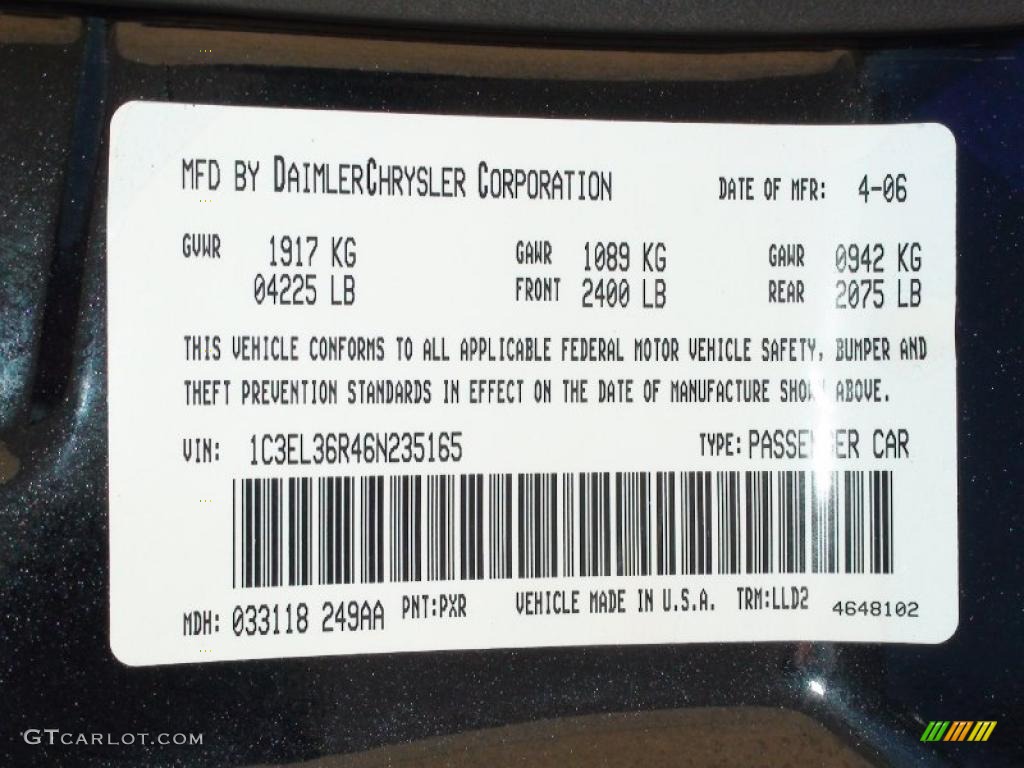 MFD BY DAIMLERCHRYSLER CORPORATION DATE OF MFR: 4-06
GVWR 1917 KG GAWR 1089 KG GAWR 0942 KG
04225 LB FRONT 2400 LB REAR 2075 LB
THIS VEHICLE CONFORMS TO ALL APPLICABLE FEDERAL MOTOR VEHICLE SAFETY, BUMPER AND
THEFT PREVENTION STANDARDS IN EFFECT ON THE DATE OF MANUFACTURE SHOWN ABOVE.
VIN: 1C3EL36R46N235165 TYPE: PASSENGER CAR
MDH: 033118 249AA PNT:PXR VEHICLE MADE IN U.S.A. TRM:LLD2 4648102
GTCARLOT.COM